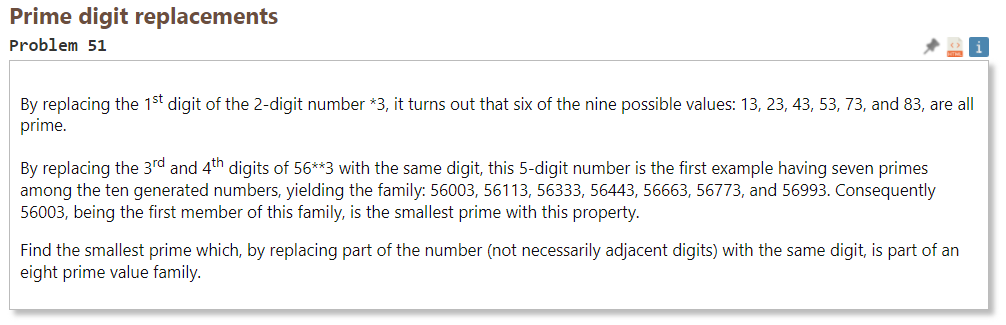 Prime digit replacements
Problem 51
HTML
i
By replacing the 1st digit of the 2-digit number *3, it turns out that six of the nine possible values: 13, 23, 43, 53, 73, and 83, are all
prime.
By replacing the 3rd and 4th digits of 56**3 with the same digit, this 5-digit number is the first example having seven primes
among the ten generated numbers, yielding the family: 56003, 56113, 56333, 56443, 56663, 56773, and 56993. Consequently
56003, being the first member of this family, is the smallest prime with this property.
Find the smallest prime which, by replacing part of the number (not necessarily adjacent digits) with the same digit, is part of an
eight prime value family.